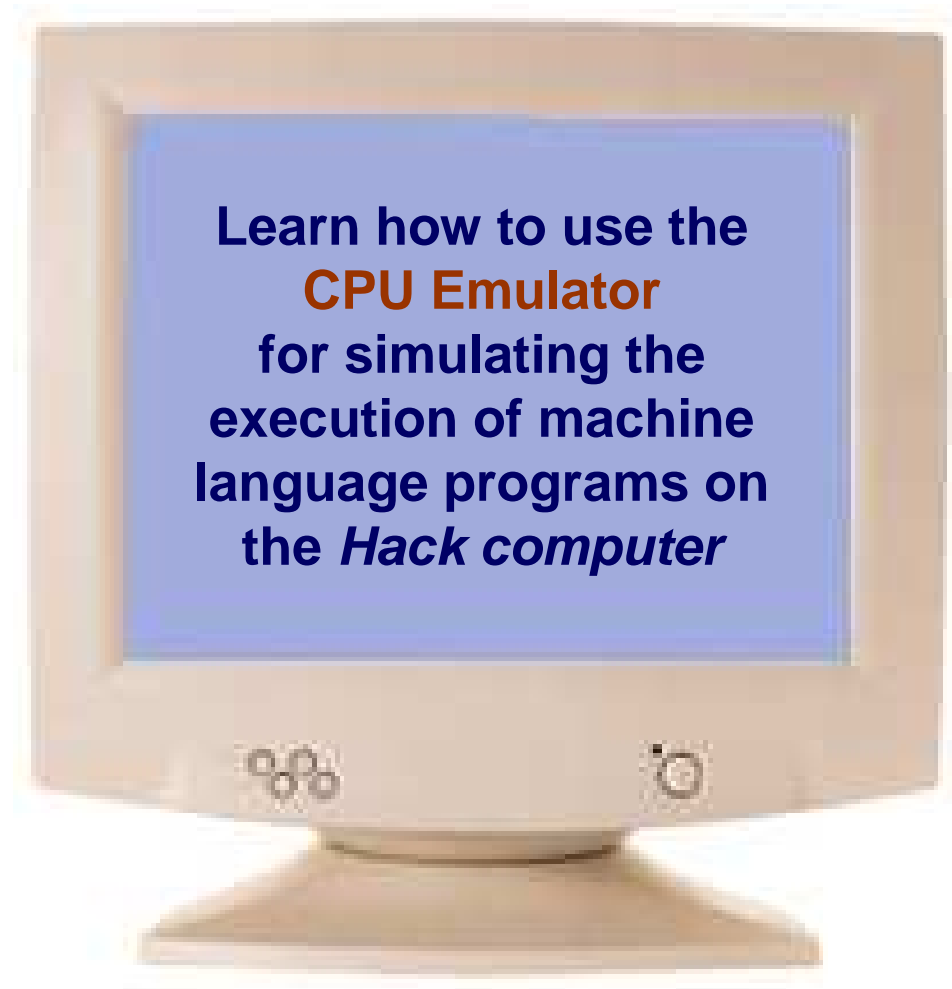 Learn how to use the
CPU Emulator
for simulating the
execution of machine
language programs on
the Hack computer